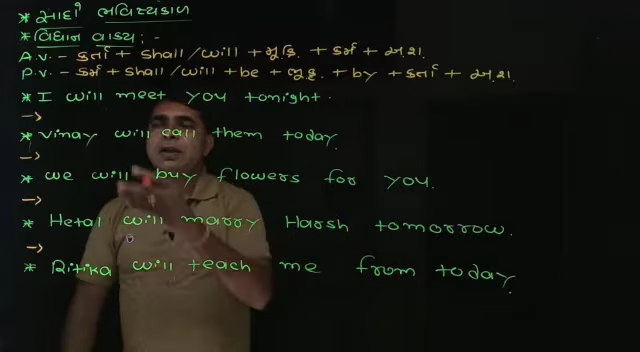 * સાદો ભવિષ્યકાળ
* વિધાન વાક્ય : -
A.V. - કર્તા + shall/will + મૂક્રિ + કર્મ + અ.શ.
P.V. - કર્મ + shall/will + be + ભૂકૃ + by + કર્તા + અ.શ.
* I will meet you tonight.
→
* Vinay will call them today.
→
* we will buy flowers for you.
→
* Hetal will marry Harsh tomorrow.
→
* Ritika will teach me from today.